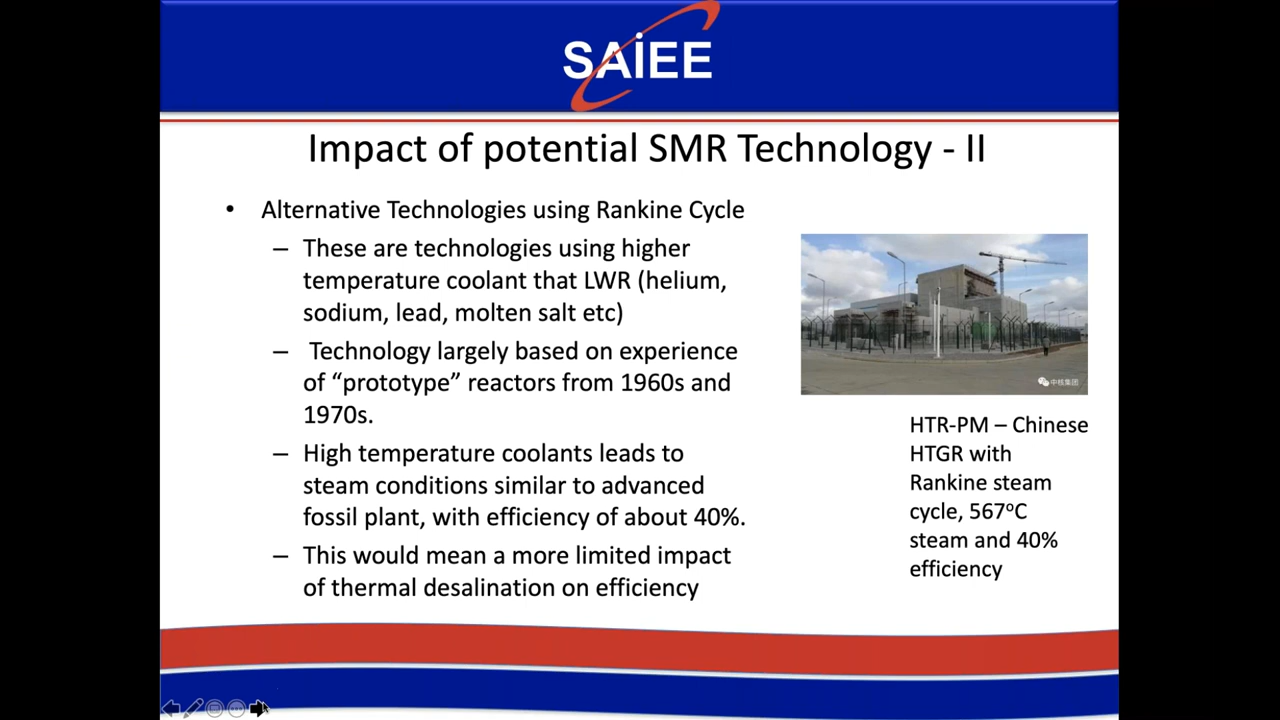 SAiEE
Impact of potential SMR Technology - II
• Alternative Technologies using Rankine Cycle
– These are technologies using higher
temperature coolant that LWR (helium,
sodium, lead, molten salt etc)
– Technology largely based on experience
of “prototype” reactors from 1960s and
1970s.
– High temperature coolants leads to
steam conditions similar to advanced
fossil plant, with efficiency of about 40%.
– This would mean a more limited impact
of thermal desalination on efficiency
中核集团
HTR-PM – Chinese
HTGR with
Rankine steam
cycle, 567°C
steam and 40%
efficiency